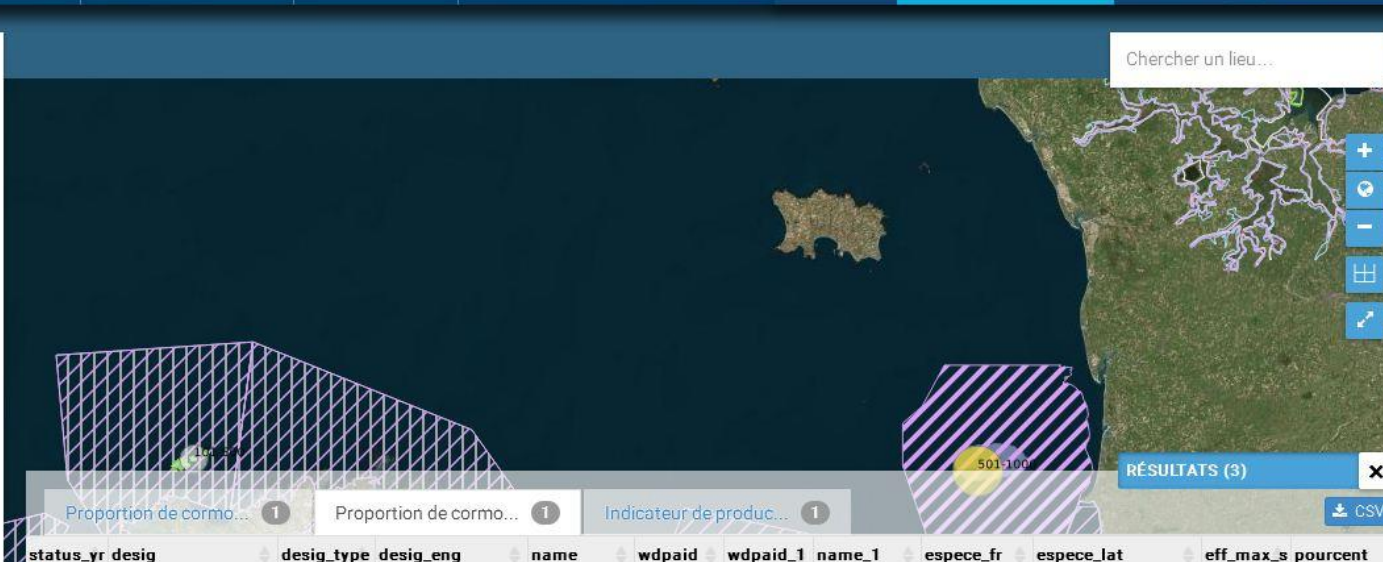 Chercher un lieu...
501-1000
RÉSULTATS (3)
Proportion de cormo... 1
Proportion de cormo... 1
Indicateur de produc... 1
CSV
status_yr desig desig_type desig_eng name wdpaid wdpaid_1 name_1 espece_fr espece_lat eff_max_s pourcent